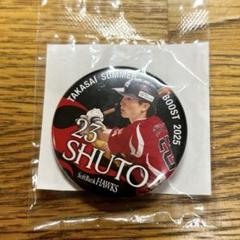 TAKASAI SUMMER BOOST 2025
23
SHUTO
SoftBank HAWKS